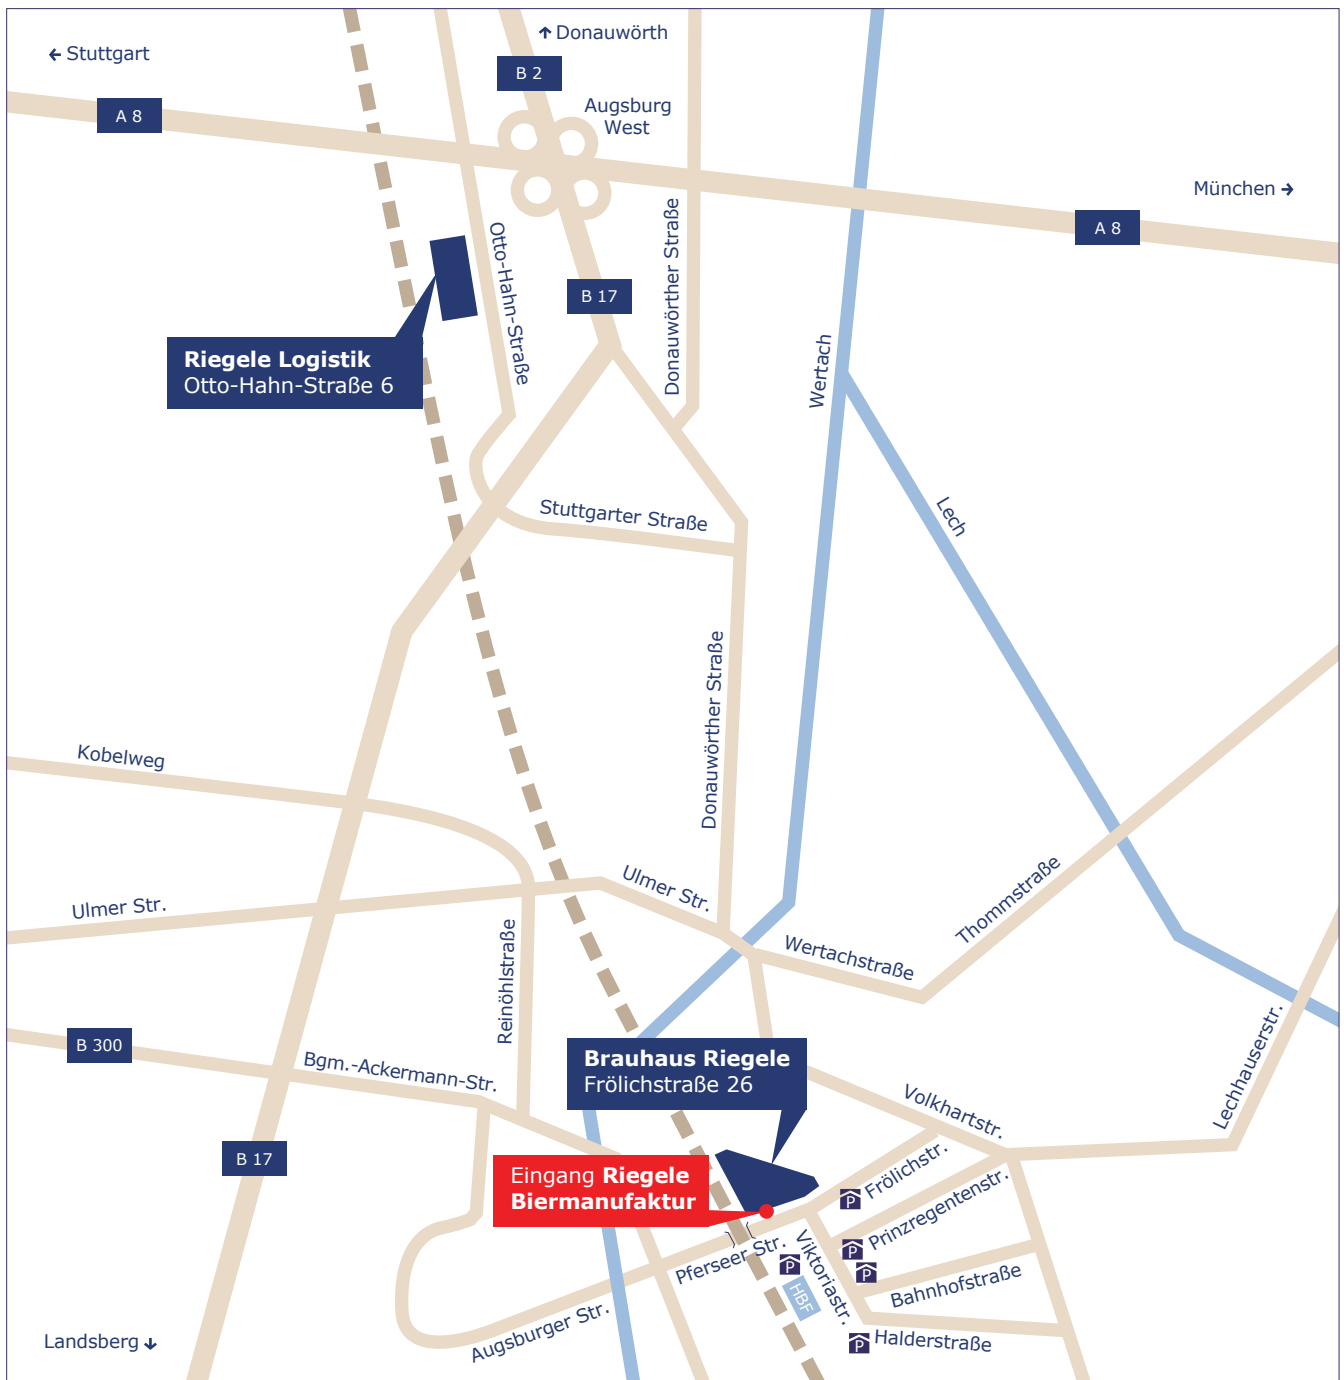 ↑ Donauwörth
← Stuttgart
B 2
A 8
Augsburg
West
München →
A 8
Otto-Hahn-Straße
Donauwörther Straße
B 17
Wertach
Riegele Logistik
Otto-Hahn-Straße 6
Stuttgarter Straße
Lech
Donauwörther Straße
Kobelweg
Ulmer Str.
Ulmer Str.
Thommstraße
Wertachstraße
Reinöhlstraße
B 300
Bgm.-Ackermann-Str.
Brauhaus Riegele
Frölichstraße 26
Volkhartstr.
Lechhauserstr.
B 17
Eingang Riegele
Biermanufaktur
Frölichstr.
P
Prinzregentenstr.
P
Pferseer Str.
P
P
Viktoriastr.
HBF
Bahnhofstraße
Augsburger Str.
Landsberg ↓
P
Halderstraße